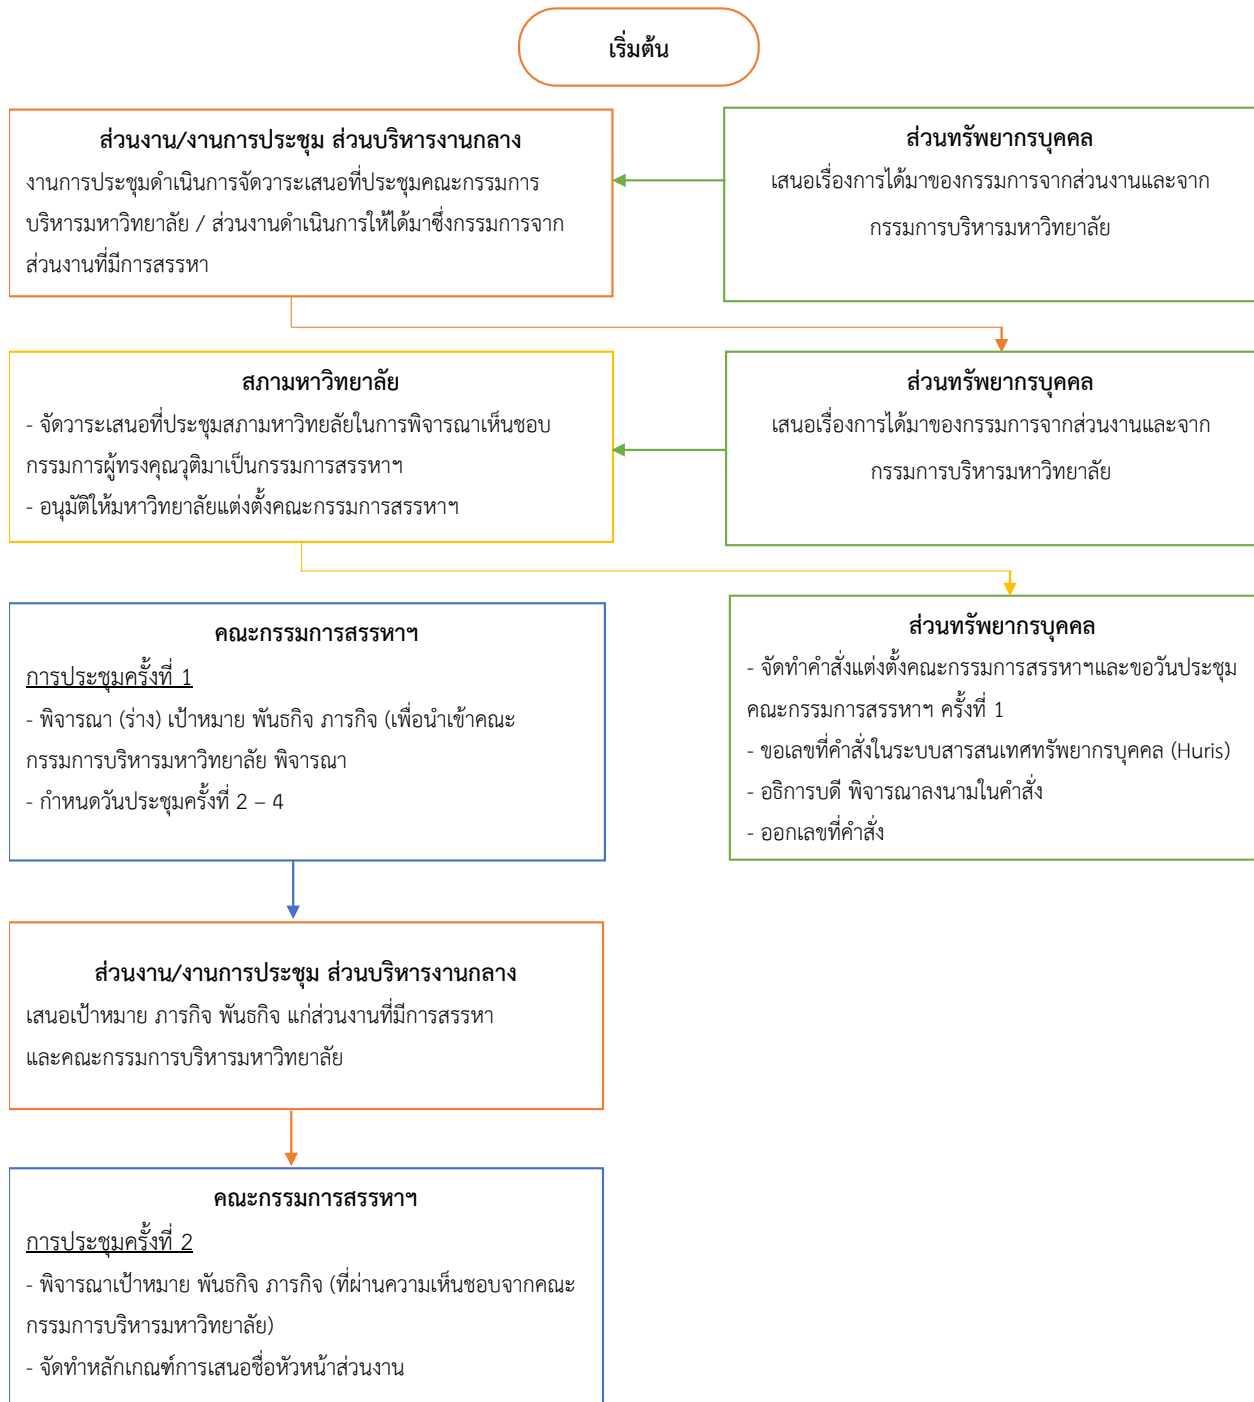 เริ่มต้น
ส่วนงาน/งานการประชุม ส่วนบริหารงานกลาง
งานการประชุมดำเนินการจัดวาระเสนอที่ประชุมคณะกรรมการ
บริหารมหาวิทยาลัย / ส่วนงานดำเนินการให้ได้มาซึ่งกรรมการจาก
ส่วนงานที่มีการสรรหา
ส่วนทรัพยากรบุคคล
เสนอเรื่องการได้มาของกรรมการจากส่วนงานและจาก
กรรมการบริหารมหาวิทยาลัย
สภามหาวิทยาลัย
- จัดวาระเสนอที่ประชุมสภามหาวิทยลัยในการพิจารณาเห็นชอบ
กรรมการผู้ทรงคุณวุติมาเป็นกรรมการสรรหาฯ
- อนุมัติให้มหาวิทยาลัยแต่งตั้งคณะกรรมการสรรหาฯ
ส่วนทรัพยากรบุคคล
เสนอเรื่องการได้มาของกรรมการจากส่วนงานและจาก
กรรมการบริหารมหาวิทยาลัย
คณะกรรมการสรรหาฯ
การประชุมครั้งที่ 1
- พิจารณา (ร่าง) เป้าหมาย พันธกิจ ภารกิจ (เพื่อนำเข้าคณะ
กรรมการบริหารมหาวิทยาลัย พิจารณา
- กำหนดวันประชุมครั้งที่ 2 – 4
ส่วนทรัพยากรบุคคล
- จัดทำคำสั่งแต่งตั้งคณะกรรมการสรรหาฯและขอวันประชุม
คณะกรรมการสรรหาฯ ครั้งที่ 1
- ขอเลขที่คำสั่งในระบบสารสนเทศทรัพยากรบุคคล (Huris)
- อธิการบดี พิจารณาลงนามในคำสั่ง
- ออกเลขที่คำสั่ง
ส่วนงาน/งานการประชุม ส่วนบริหารงานกลาง
เสนอเป้าหมาย ภารกิจ พันธกิจ แก่ส่วนงานที่มีการสรรหา
และคณะกรรมการบริหารมหาวิทยาลัย
คณะกรรมการสรรหาฯ
การประชุมครั้งที่ 2
- พิจารณาเป้าหมาย พันธกิจ ภารกิจ (ที่ผ่านความเห็นชอบจากคณะ
กรรมการบริหารมหาวิทยาลัย)
- จัดทำหลักเกณฑ์การเสนอชื่อหัวหน้าส่วนงาน